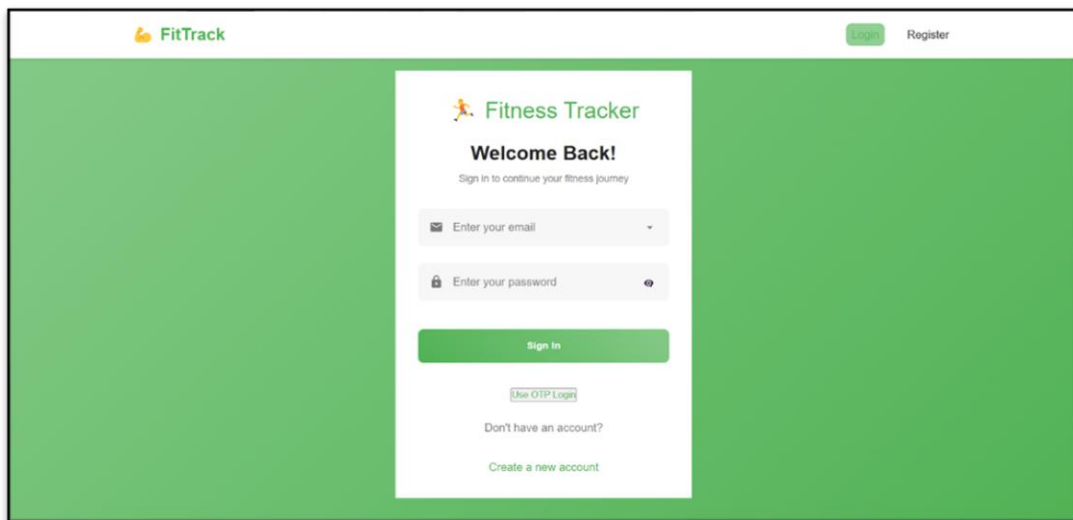 FitTrack
Login Register
Fitness Tracker
Welcome Back!
Sign in to continue your fitness journey
Enter your email
Enter your password
Sign In
Use OTP Login
Don't have an account?
Create a new account